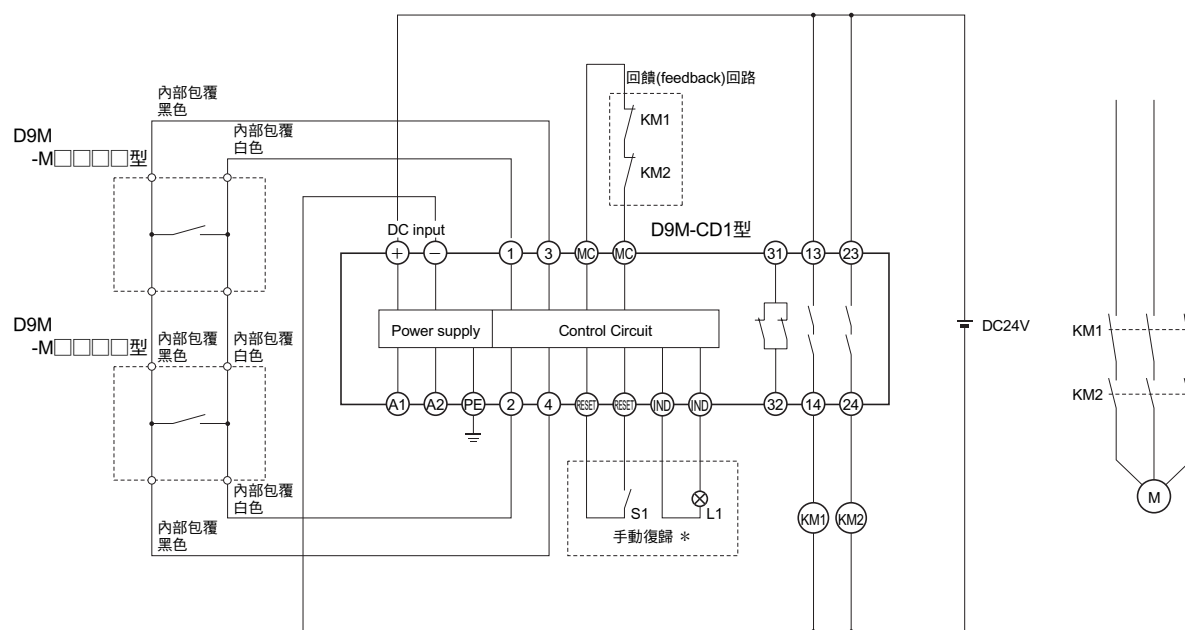 內部包覆
黑色
回饋(feedback)回路
D9M
-M□□□□型
內部包覆
白色
KM1
KM2
DC input
D9M-CD1型
+
−
1
3
MC
MC
31
13
23
Power supply
Control Circuit
DC24V
D9M
-M□□□□型
內部包覆
黑色
內部包覆
白色
KM1
KM2
A1
A2
PE
2
4
RESET
RESET
IND
IND
32
14
24
內部包覆
白色
內部包覆
黑色
S1
L1
手動復歸 ＊
KM1
KM2
M